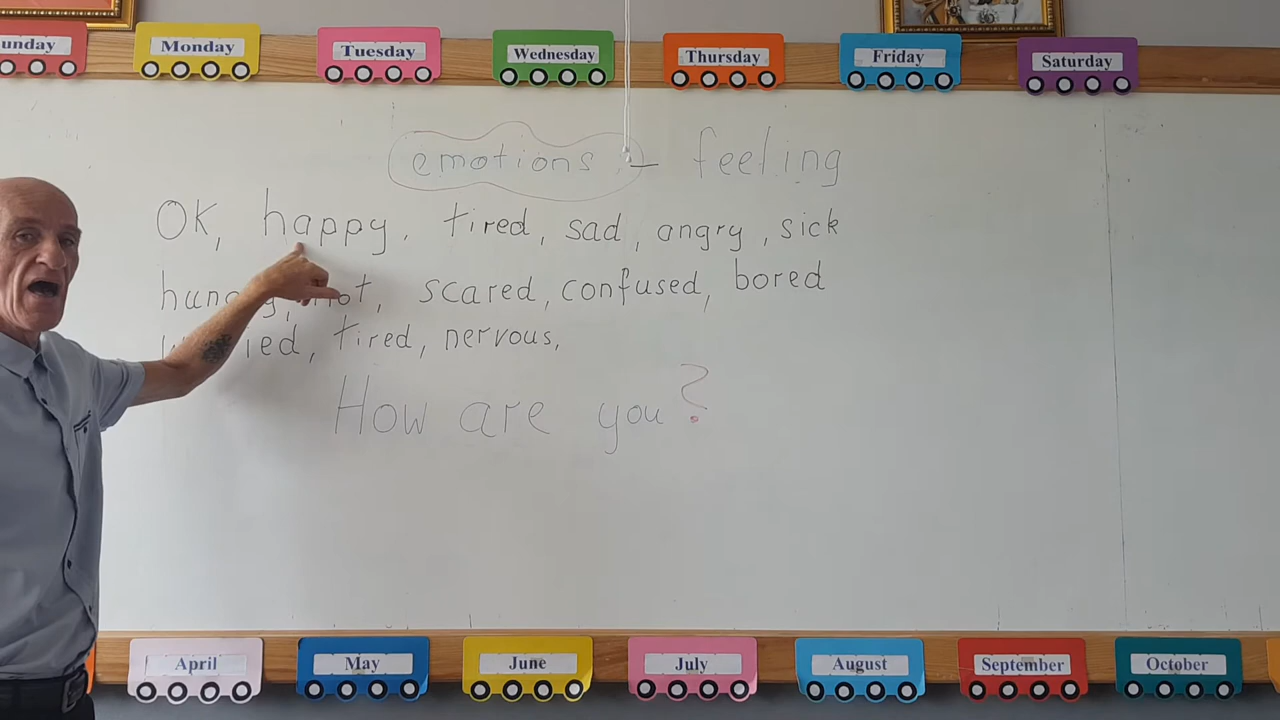 unday Monday Tuesday Wednesday Thursday Friday Saturday
emotions - feeling
OK, happy, tired, sad, angry, sick
scared, confused, bored
tired, nervous,
How are you?
April May June July August September October